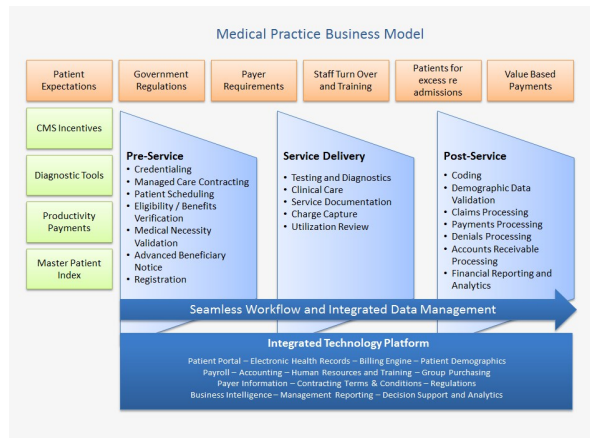 Medical Practice Business Model
Patient
Expectations
Government
Regulations
Payer
Requirements
Staff Turn Over
and Training
Patients for
excess re
admissions
Value Based
Payments
CMS Incentives
Diagnostic Tools
Productivity
Payments
Master Patient
Index
Pre-Service
• Credentialing
• Managed Care Contracting
• Patient Scheduling
• Eligibility / Benefits
Verification
• Medical Necessity
Validation
• Advanced Beneficiary
Notice
• Registration
Service Delivery
• Testing and Diagnostics
• Clinical Care
• Service Documentation
• Charge Capture
• Utilization Review
Post-Service
• Coding
• Demographic Data
Validation
• Claims Processing
• Payments Processing
• Denials Processing
• Accounts Receivable
Processing
• Financial Reporting and
Analytics
Seamless Workflow and Integrated Data Management
Integrated Technology Platform
Patient Portal – Electronic Health Records – Billing Engine – Patient Demographics
Payroll – Accounting – Human Resources and Training – Group Purchasing
Payer Information – Contracting Terms & Conditions – Regulations
Business Intelligence – Management Reporting – Decision Support and Analytics